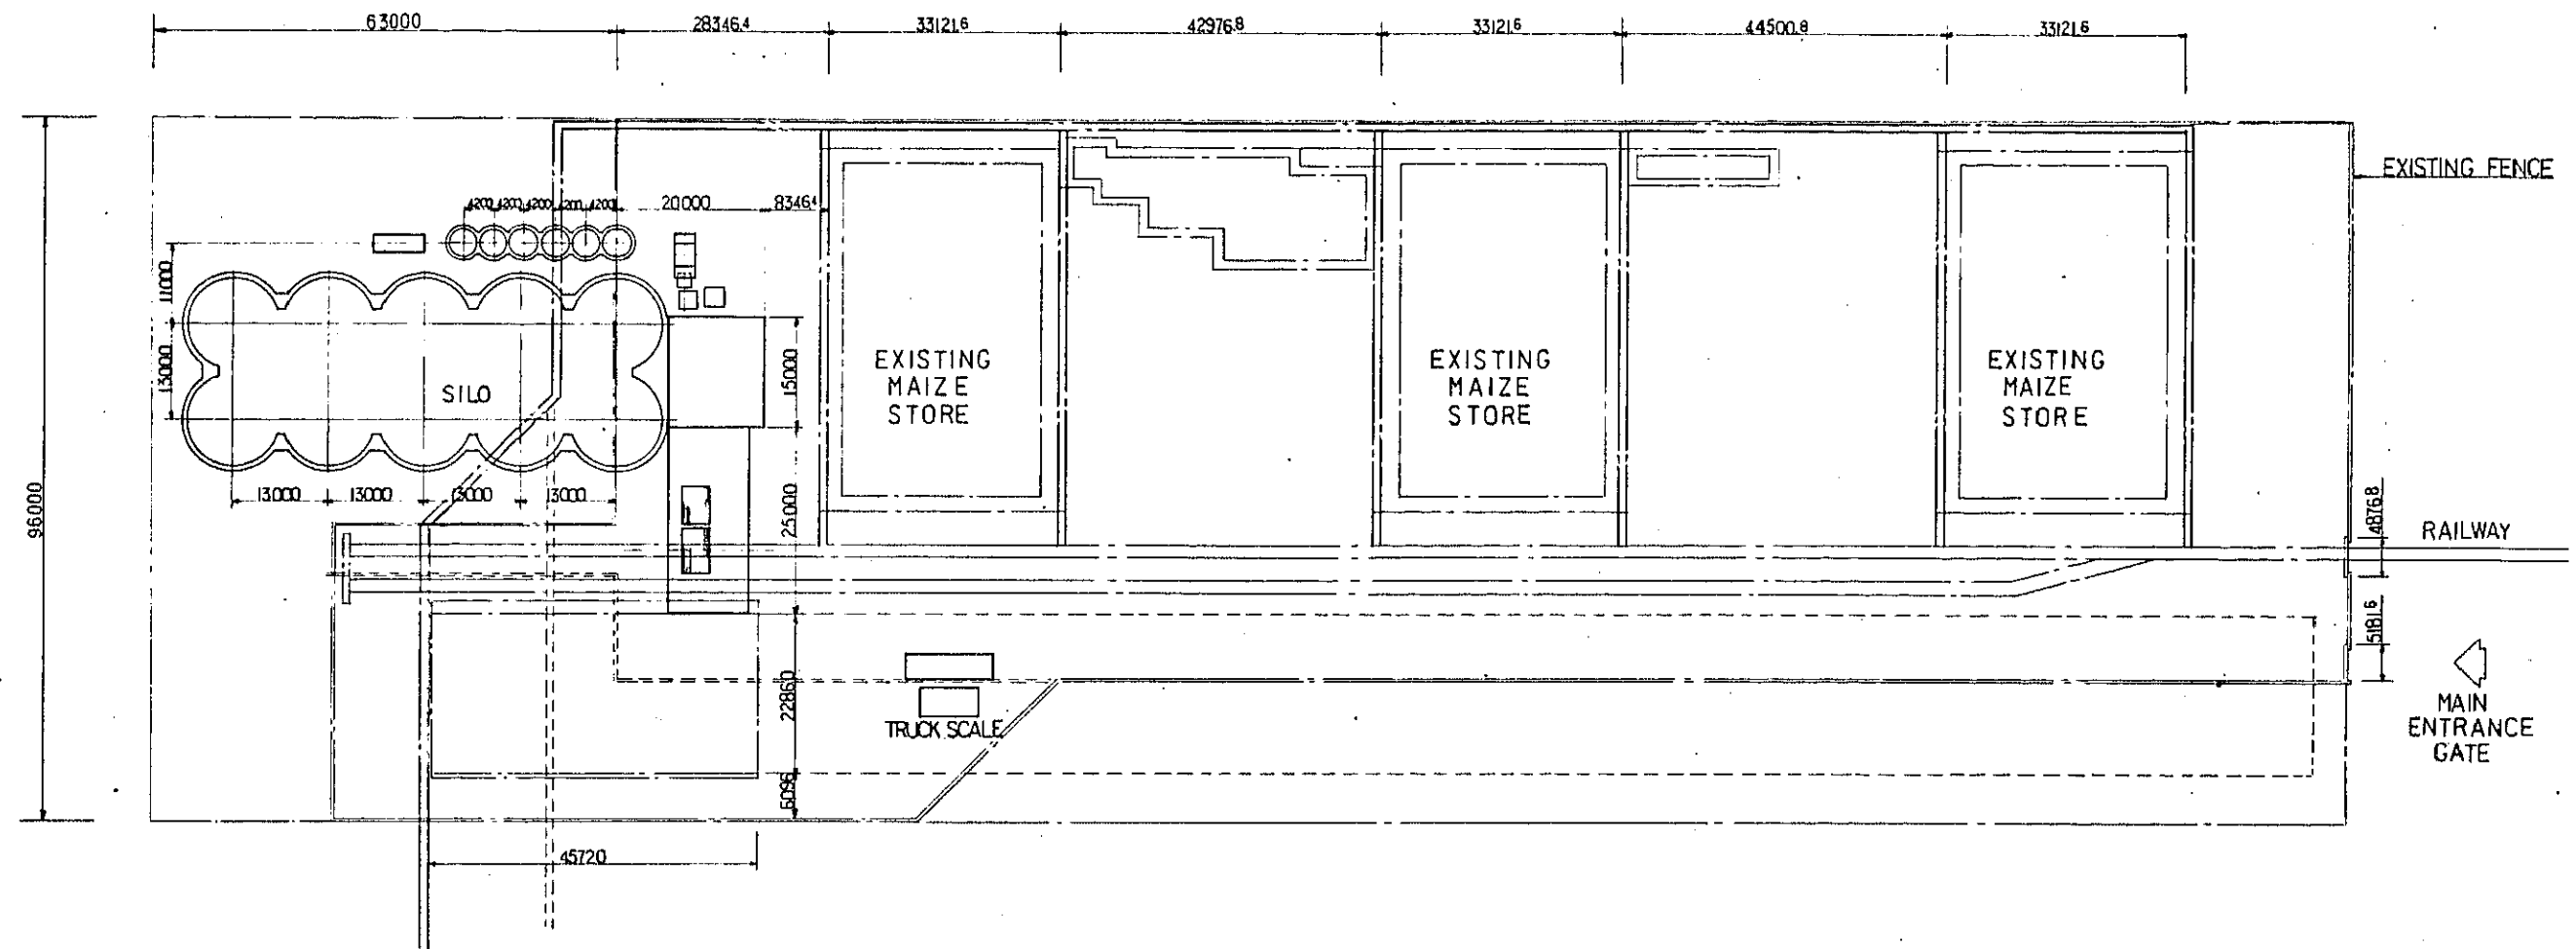 63000
28346.4
33121.6
42976.8
33121.6
44500.8
33121.6
EXISTING FENCE
4200
4200
4200
4200
4200
20000
8346.4
11000
13000
15000
SILO
EXISTING
MAIZE
STORE
EXISTING
MAIZE
STORE
EXISTING
MAIZE
STORE
96000
13000
13000
13000
13000
25000
4876.8
RAILWAY
5181.6
22860
TRUCK SCALE
MAIN
ENTRANCE
GATE
6096
45720